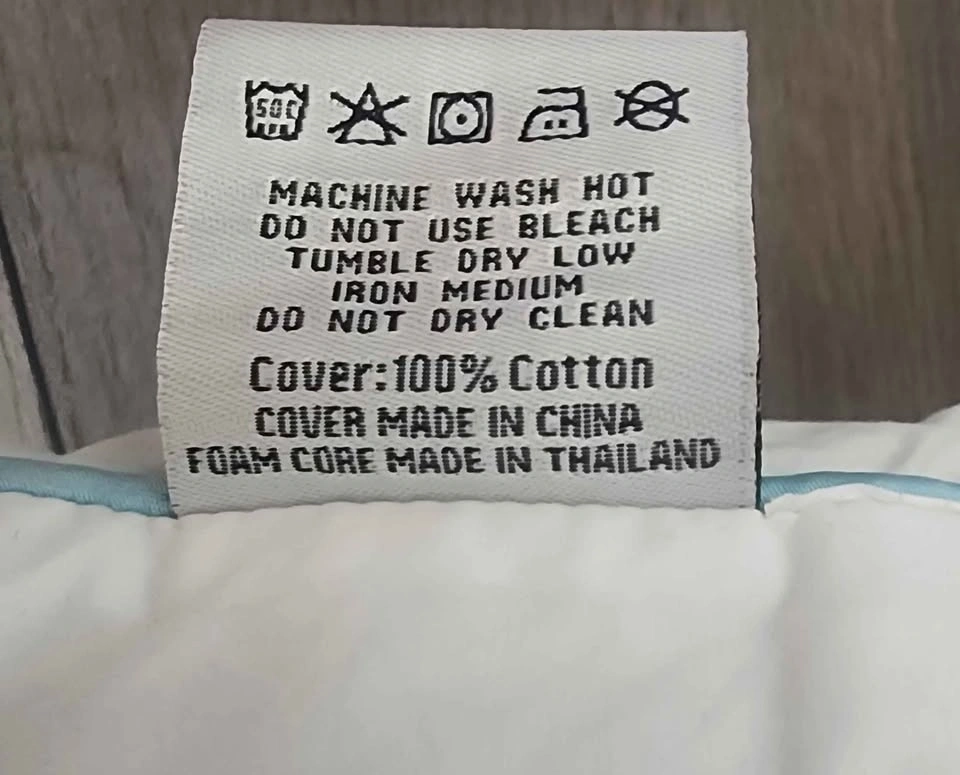 50C
MACHINE WASH HOT
DO NOT USE BLEACH
TUMBLE DRY LOW
IRON MEDIUM
DO NOT DRY CLEAN
Cover:100% Cotton
COVER MADE IN CHINA
FOAM CORE MADE IN THAILAND